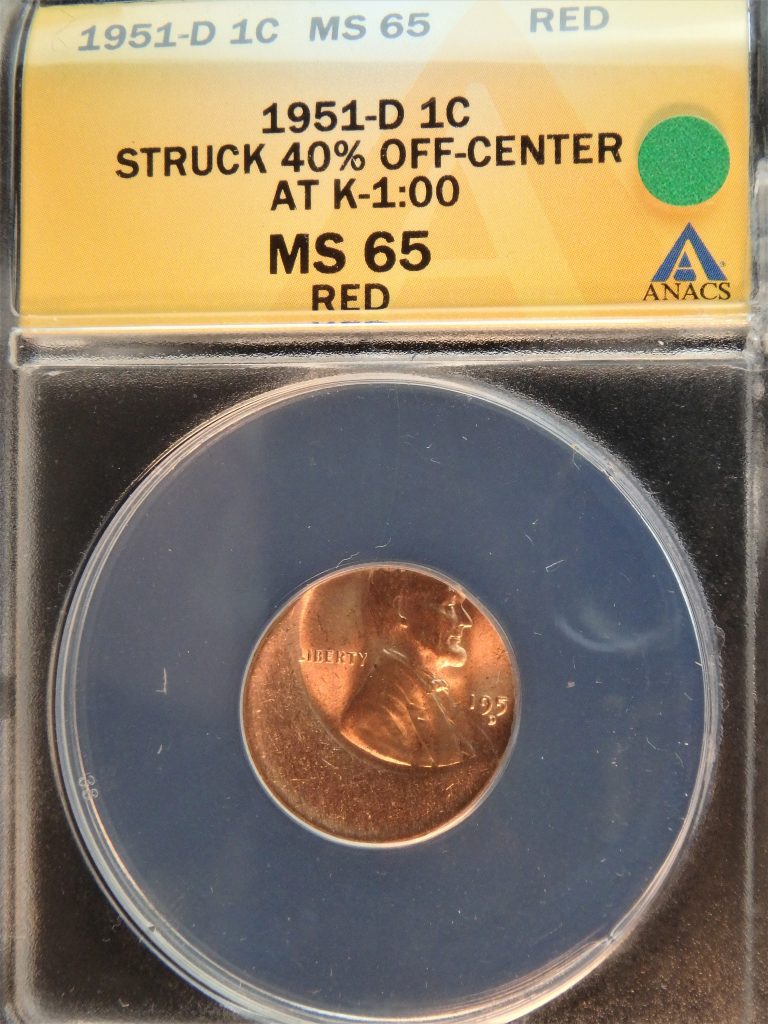 1951-D 1C MS 65 RED
1951-D 1C
STRUCK 40% OFF-CENTER
AT K-1:00
MS 65
RED
ANACS
LIBERTY
195
D
33